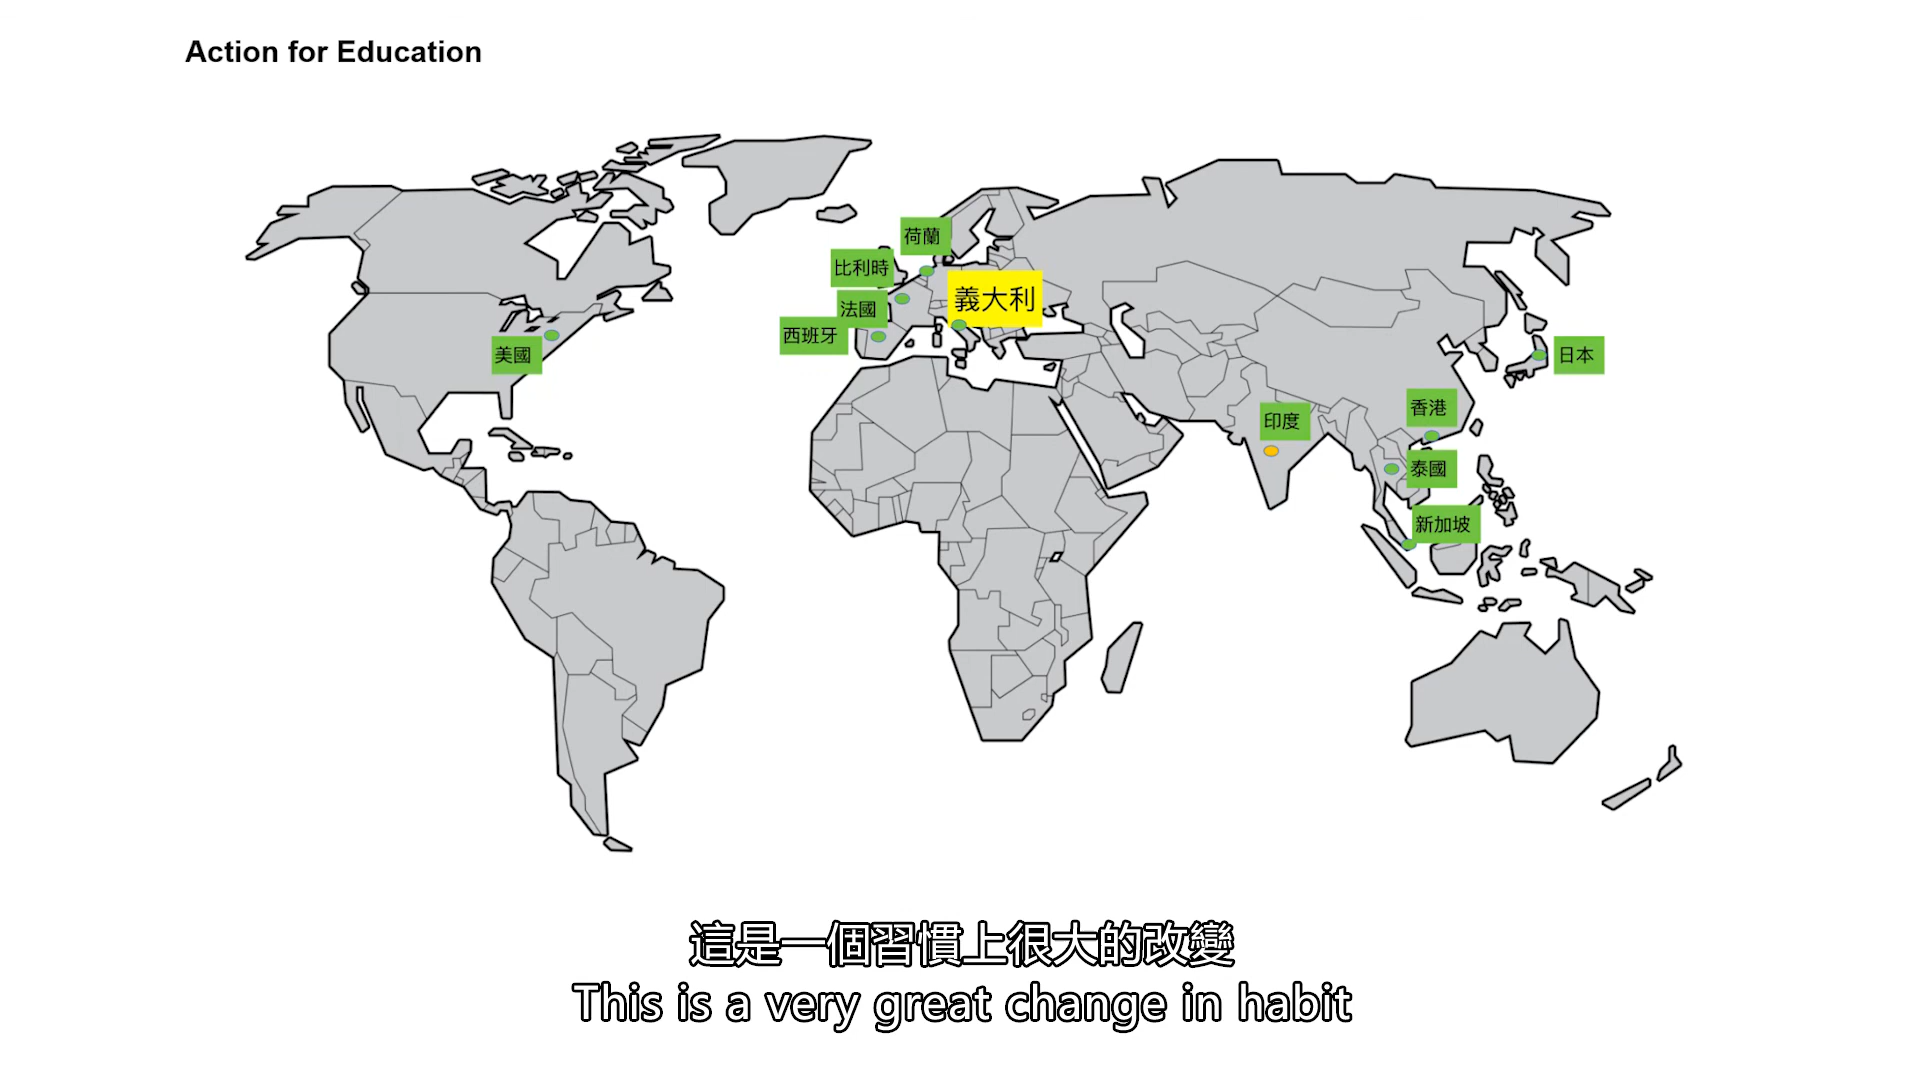 Action for Education
荷蘭
比利時
義大利
法國
西班牙
美國
日本
香港
印度
泰國
新加坡
這是一個習慣上很大的改變
This is a very great change in habit